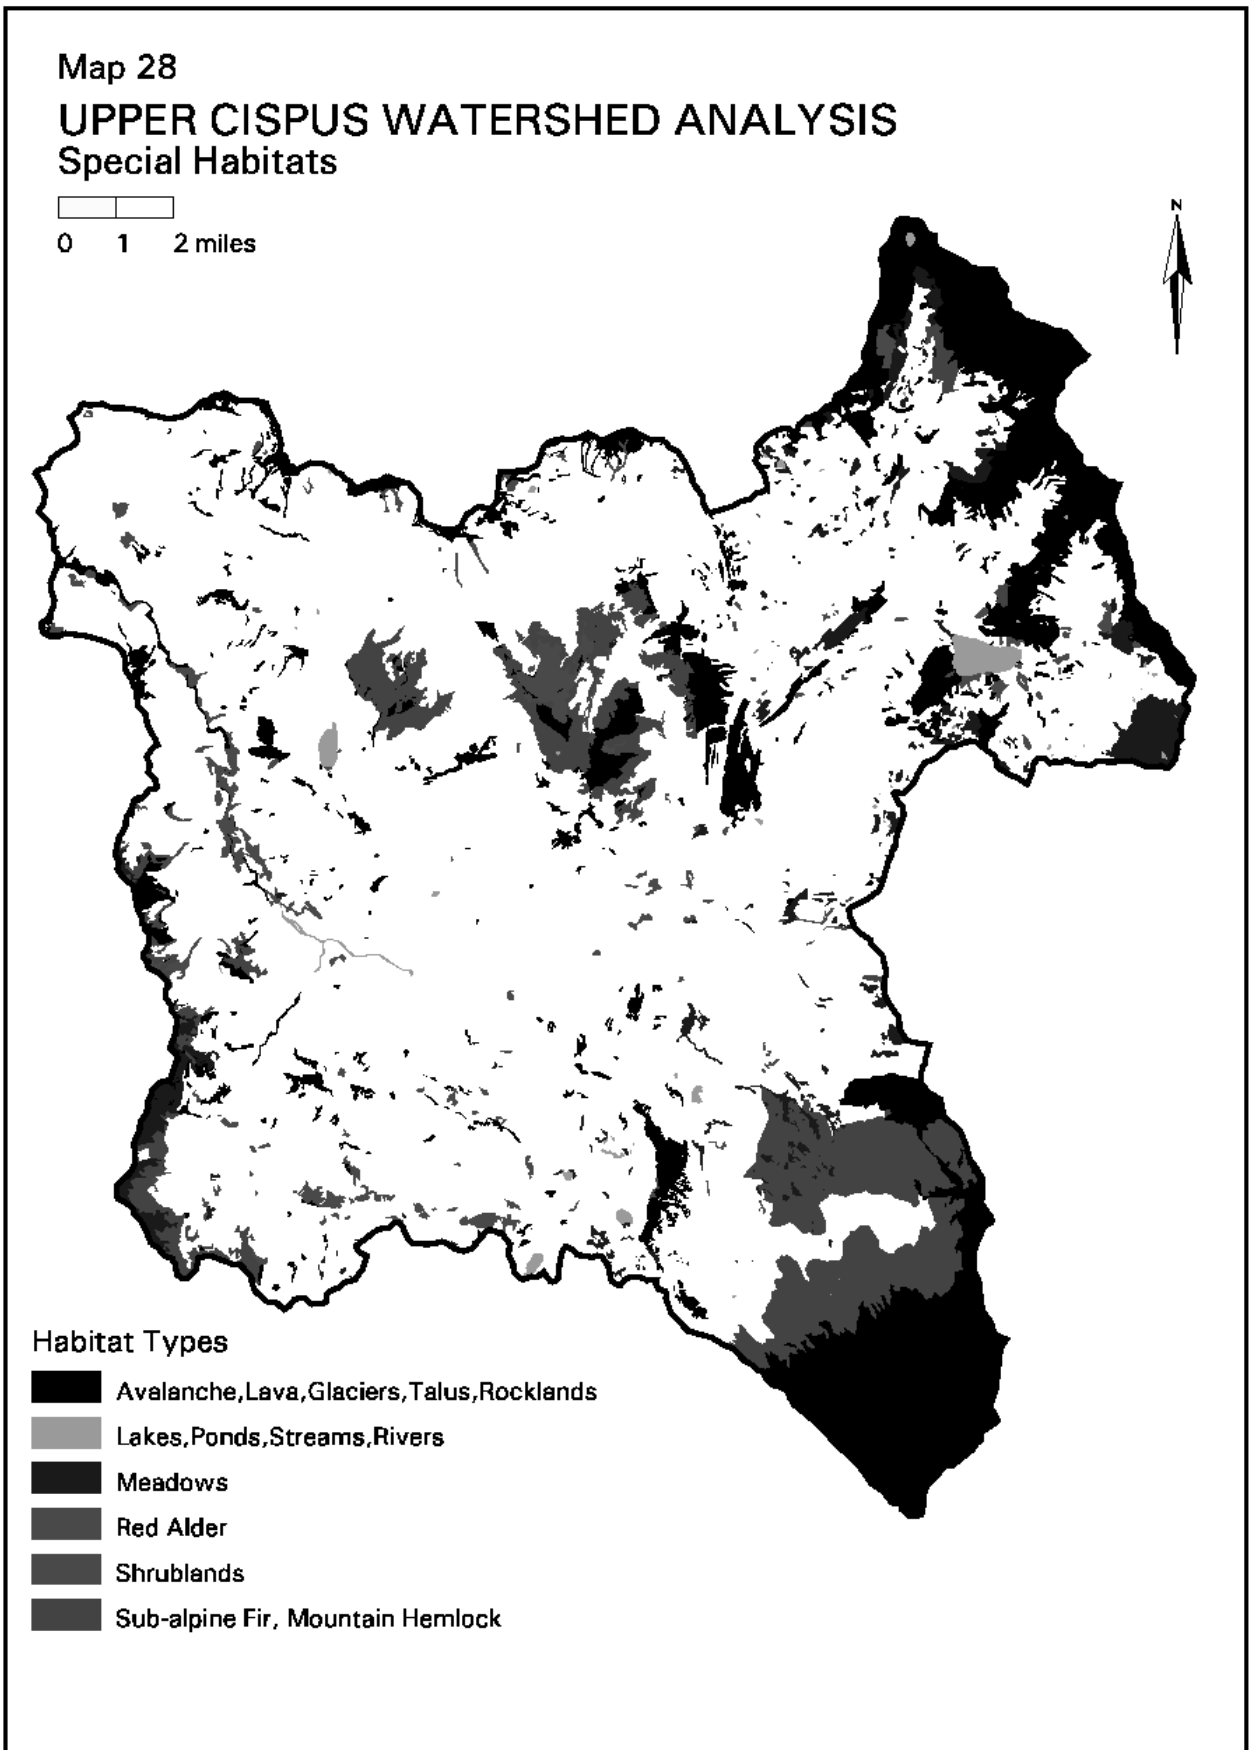 Map 28
UPPER CISPUS WATERSHED ANALYSIS
Special Habitats
0 1 2 miles
N
Habitat Types
Avalanche,Lava,Glaciers,Talus,Rocklands
Lakes,Ponds,Streams,Rivers
Meadows
Red Alder
Shrublands
Sub-alpine Fir, Mountain Hemlock